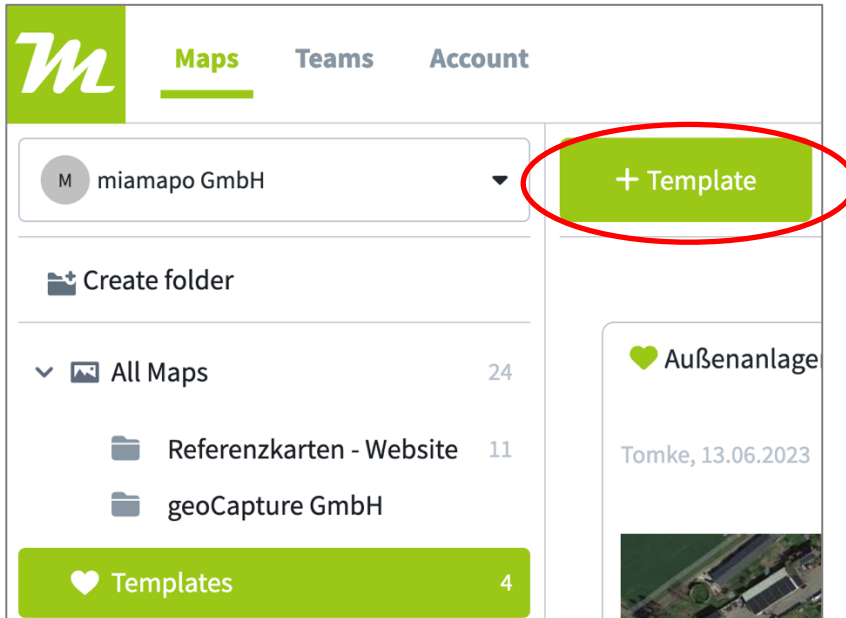 m
Maps Teams Account
M miamapo GmbH
+ Template
Create folder
All Maps 24
Referenzkarten - Website 11
geoCapture GmbH
Templates 4
Außenanlage
Tomke, 13.06.2023